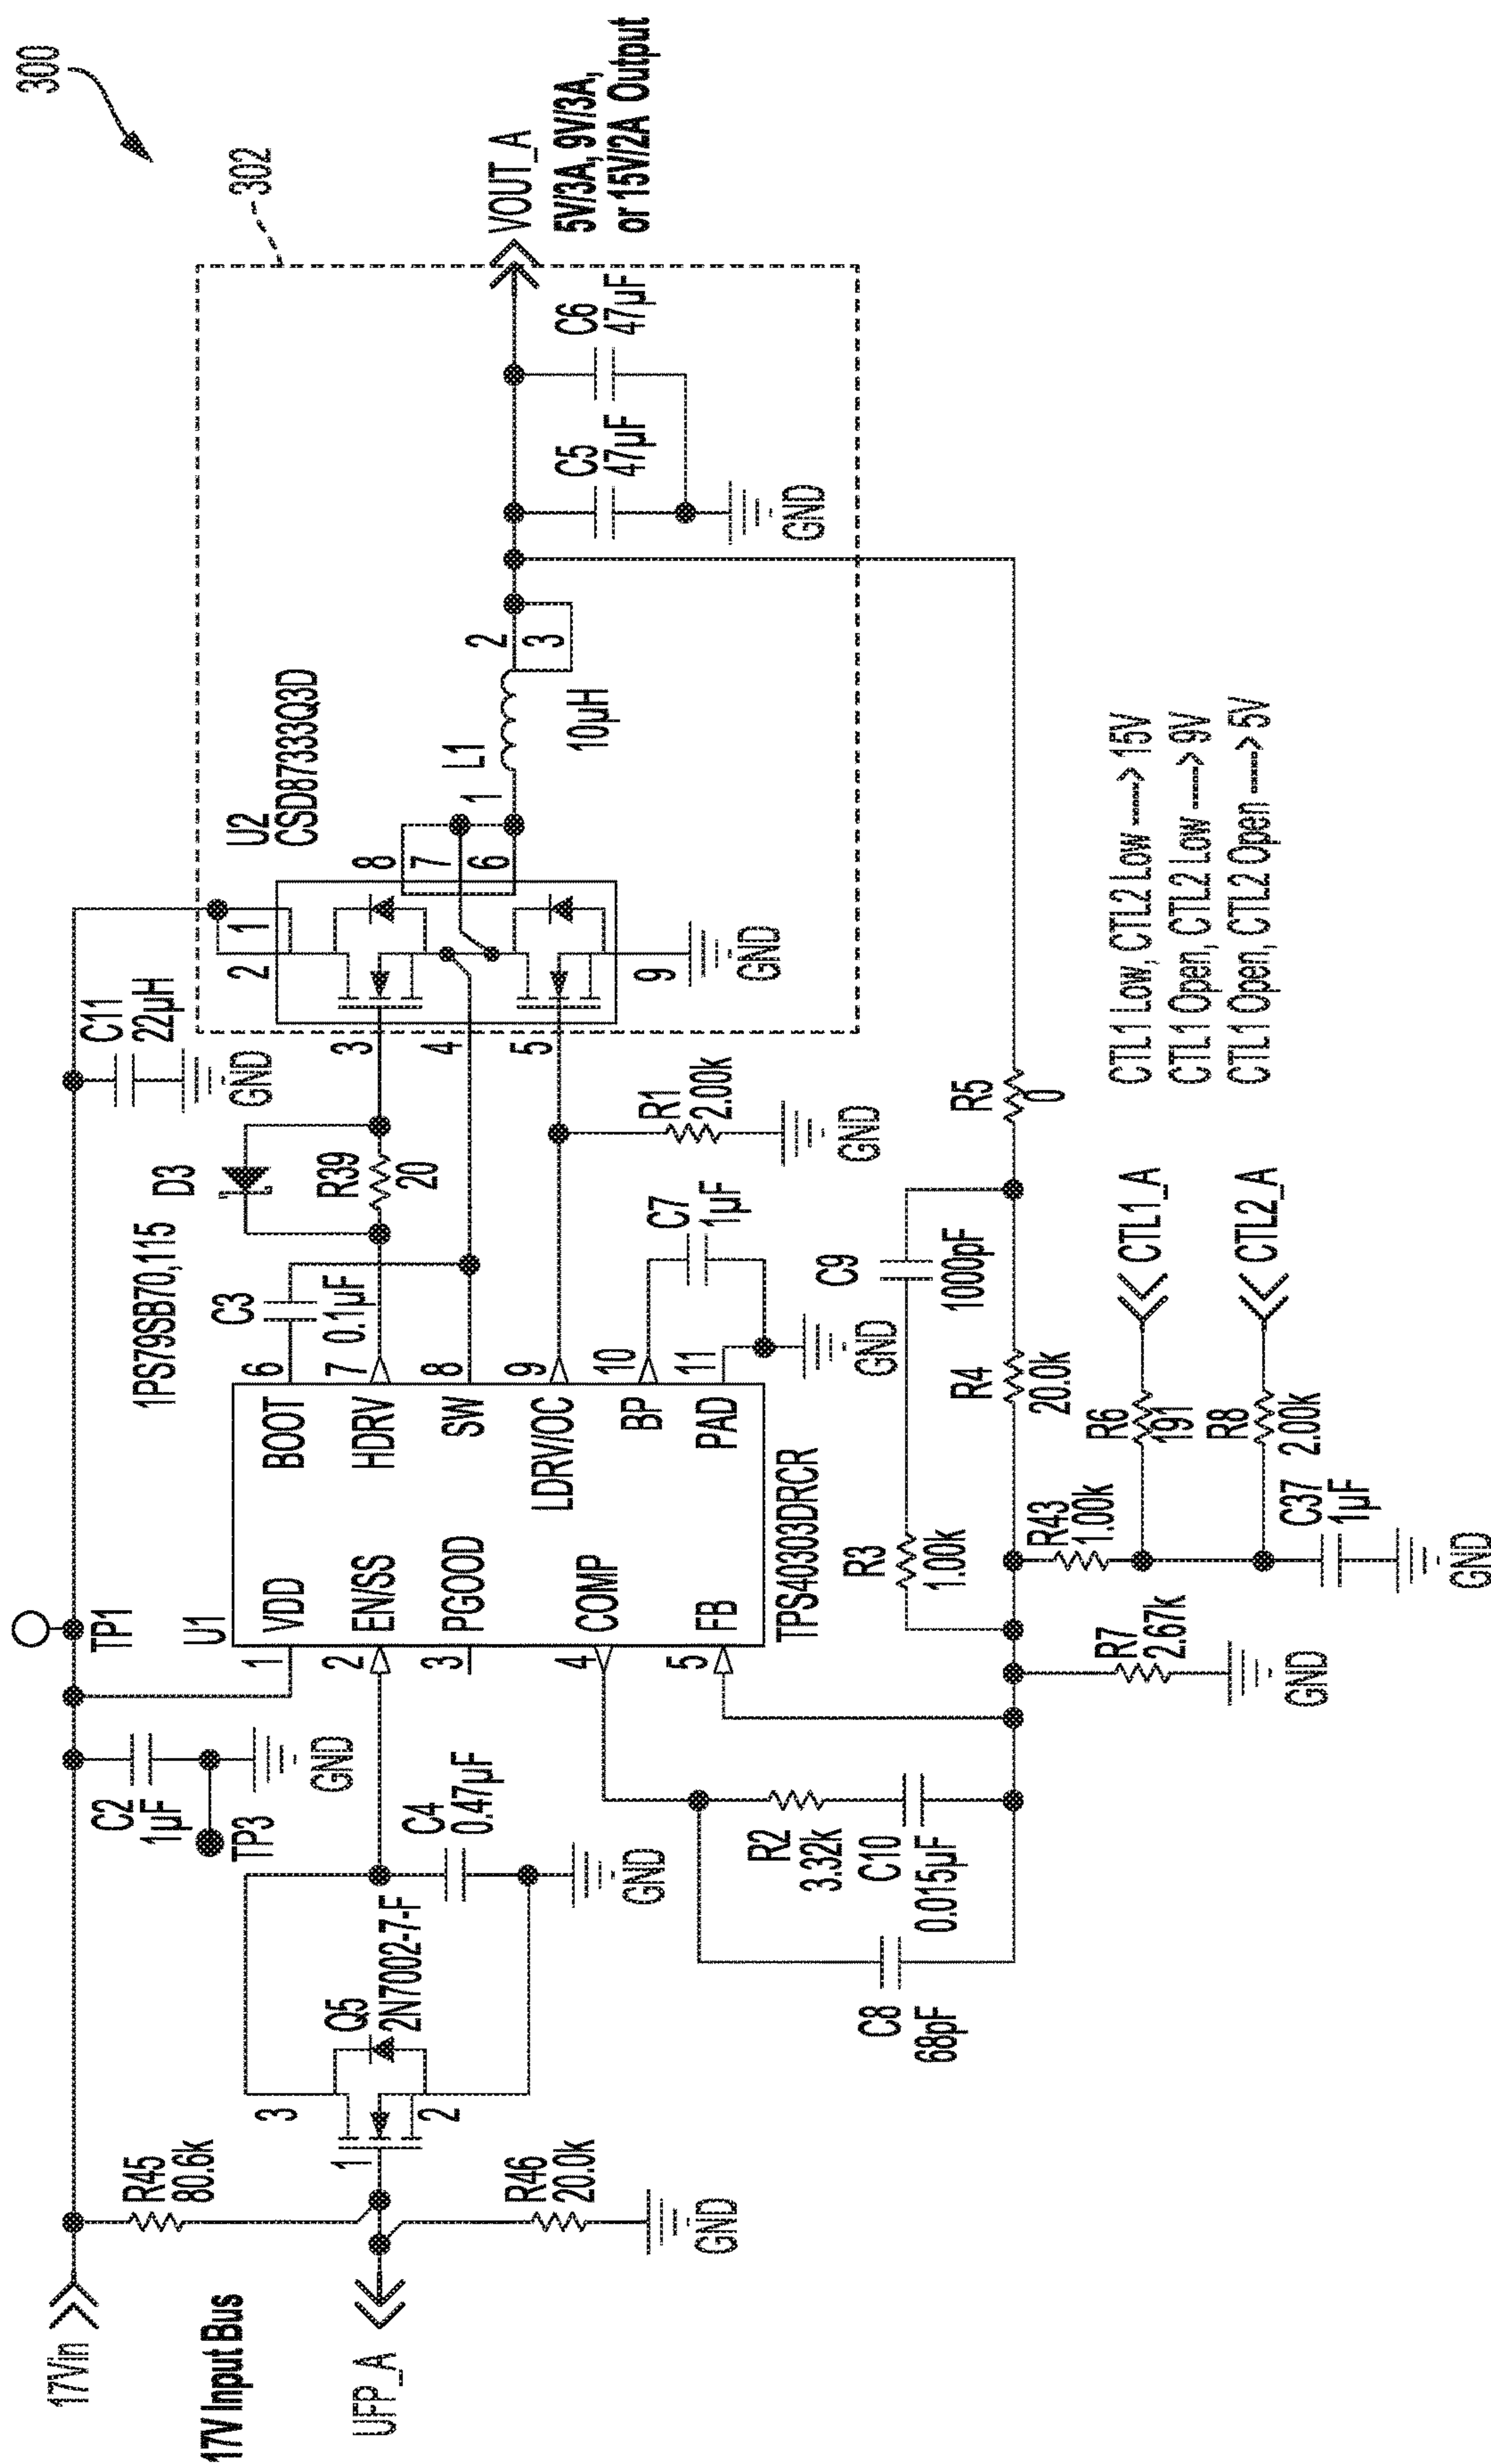 300
302
17Vin
17V Input Bus
UFP_A
R45
80.6k
R46
20.0k
GND
1
3
2
Q5
2N7002-7-F
C4
0.47µF
GND
C2
1µF
TP3
GND
TP1
U1
1
VDD
2
EN/SS
3
PGOOD
4
COMP
5
FB
BOOT
6
HDRV
7
SW
8
LDRV/OC
9
BP
10
PAD
11
TPS40303DRCR
C3
0.1µF
1PS79SB70,115
D3
R39
20
C11
22µH
GND
C7
1µF
GND
R1
2.00k
GND
U2
CSD87333Q3D
2
1
3
4
5
8
7
6
9
GND
L1
1
2
3
10µH
C5
47µF
C6
47µF
GND
VOUT_A
5V/3A, 9V/3A,
or 15V/2A Output
R2
3.32k
C10
0.015µF
C8
68pF
R3
1.00k
C9
1000pF
R4
20.0k
R5
0
R7
2.67k
GND
R43
1.00k
R6
191
CTL1_A
R8
2.00k
CTL2_A
C37
1µF
GND
CTL1 Low, CTL2 Low ----> 15V
CTL1 Open, CTL2 Low ----> 9V
CTL1 Open, CTL2 Open ----> 5V